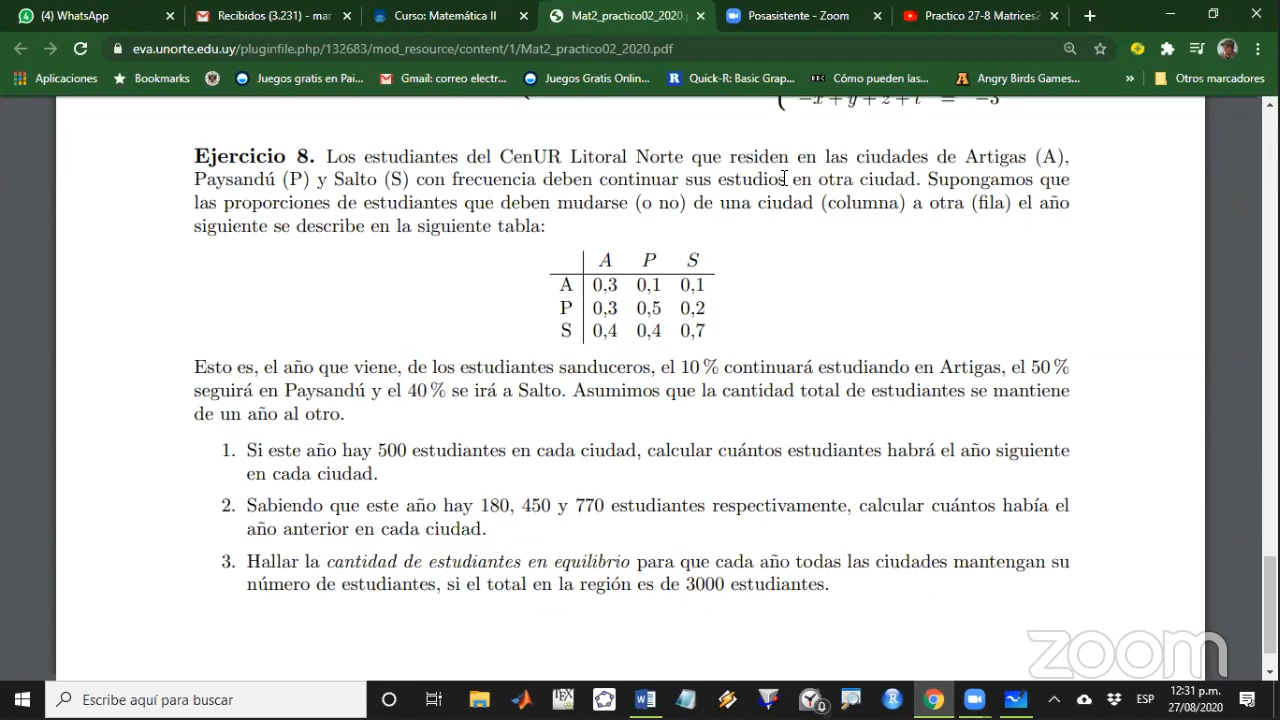 (4) WhatsApp
Recibidos (3.231) - mar
Curso: Matemática II
Mat2_practico02_2020.
Posasistente - Zoom
Practico 27-8 Matrices2
eva.unorte.edu.uy/pluginfile.php/132683/mod_resource/content/1/Mat2_practico02_2020.pdf
Aplicaciones
Bookmarks
Juegos gratis en Pai...
Gmail: correo electr...
Juegos Gratis Online...
Quick-R: Basic Grap...
Cómo pueden las...
Angry Birds Games...
»
Otros marcadores
−x + y + z + t = −3
Ejercicio 8. Los estudiantes del CenUR Litoral Norte que residen en las ciudades de Artigas (A),
Paysandú (P) y Salto (S) con frecuencia deben continuar sus estudios en otra ciudad. Supongamos que
las proporciones de estudiantes que deben mudarse (o no) de una ciudad (columna) a otra (fila) el año
siguiente se describe en la siguiente tabla:
A P S
A 0,3 0,1 0,1
P 0,3 0,5 0,2
S 0,4 0,4 0,7
Esto es, el año que viene, de los estudiantes sanduceros, el 10 % continuará estudiando en Artigas, el 50 %
seguirá en Paysandú y el 40 % se irá a Salto. Asumimos que la cantidad total de estudiantes se mantiene
de un año al otro.
1. Si este año hay 500 estudiantes en cada ciudad, calcular cuántos estudiantes habrá el año siguiente
en cada ciudad.
2. Sabiendo que este año hay 180, 450 y 770 estudiantes respectivamente, calcular cuántos había el
año anterior en cada ciudad.
3. Hallar la cantidad de estudiantes en equilibrio para que cada año todas las ciudades mantengan su
número de estudiantes, si el total en la región es de 3000 estudiantes.
zoom
Escribe aquí para buscar
ESP
12:31 p.m.
27/08/2020